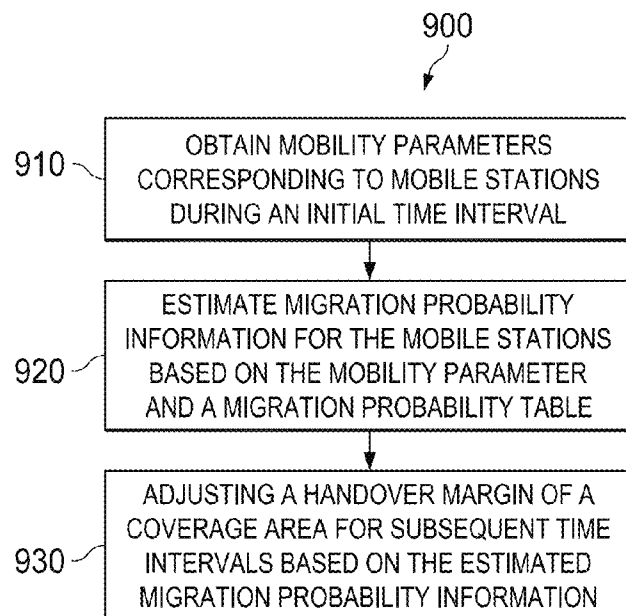 900
910
OBTAIN MOBILITY PARAMETERS
CORRESPONDING TO MOBILE STATIONS
DURING AN INITIAL TIME INTERVAL
920
ESTIMATE MIGRATION PROBABILITY
INFORMATION FOR THE MOBILE STATIONS
BASED ON THE MOBILITY PARAMETER
AND A MIGRATION PROBABILITY TABLE
930
ADJUSTING A HANDOVER MARGIN OF A
COVERAGE AREA FOR SUBSEQUENT TIME
INTERVALS BASED ON THE ESTIMATED
MIGRATION PROBABILITY INFORMATION